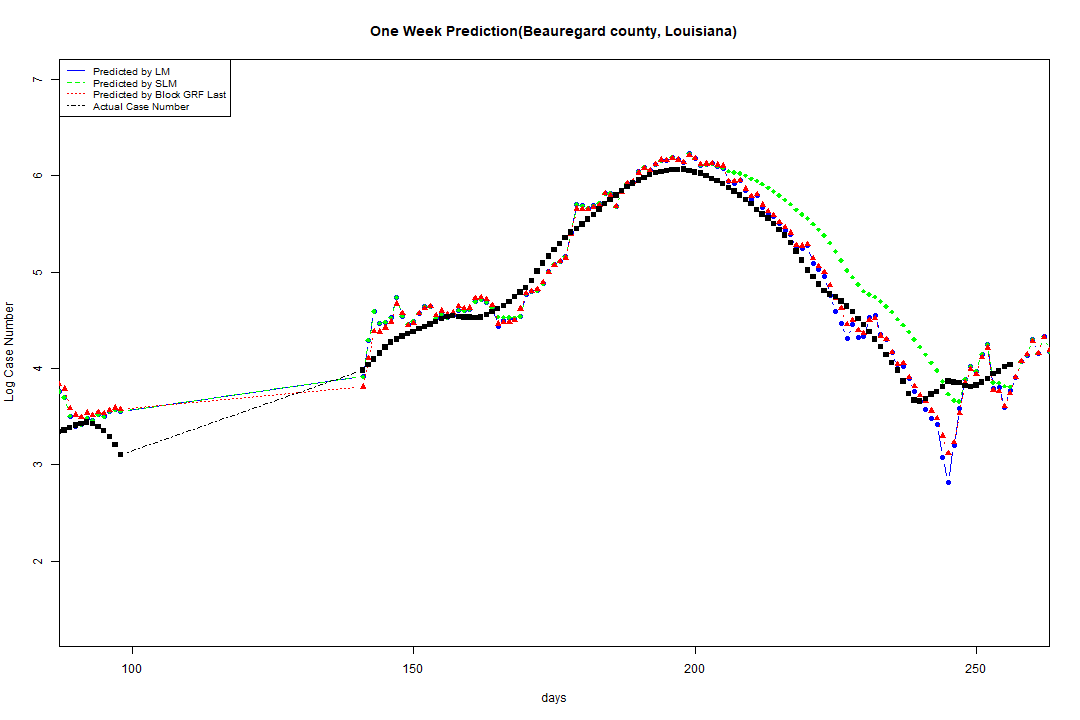 One Week Prediction(Beauregard county, Louisiana)
Predicted by LM
Predicted by SLM
Predicted by Block GRF Last
Actual Case Number
7
6
5
4
3
2
Log Case Number
100
150
200
250
days